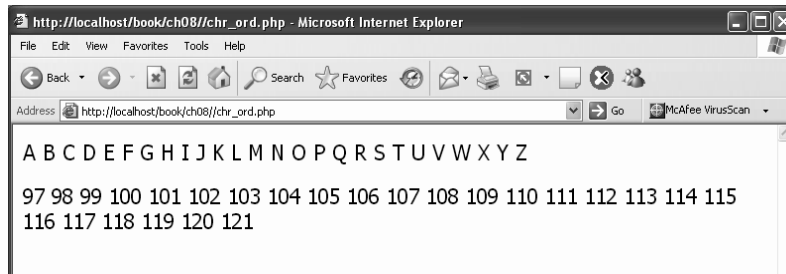 http://localhost/book/ch08//chr_ord.php - Microsoft Internet Explorer
File Edit View Favorites Tools Help
Back Search Favorites
Address http://localhost/book/ch08//chr_ord.php Go McAfee VirusScan
A B C D E F G H I J K L M N O P Q R S T U V W X Y Z
97 98 99 100 101 102 103 104 105 106 107 108 109 110 111 112 113 114 115
116 117 118 119 120 121